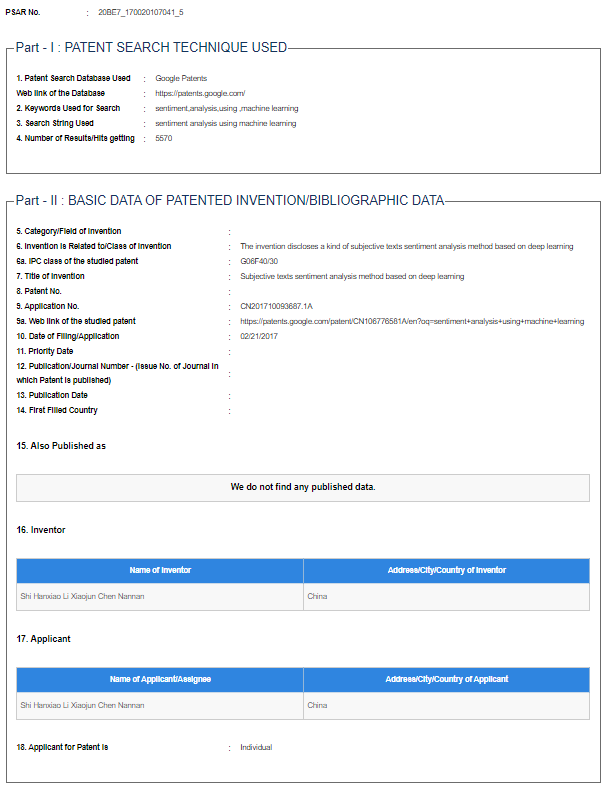 PSAR No. : 20BE7_170020107041_5
Part - I : PATENT SEARCH TECHNIQUE USED
1. Patent Search Database Used : Google Patents
Web link of the Database : https://patents.google.com/
2. Keywords Used for Search : sentiment,analysis,using ,machine learning
3. Search String Used : sentiment analysis using machine learning
4. Number of Results/Hits getting : 5570
Part - II : BASIC DATA OF PATENTED INVENTION/BIBLIOGRAPHIC DATA
5. Category/Field of Invention :
6. Invention is Related to/Class of Invention : The invention discloses a kind of subjective texts sentiment analysis method based on deep learning
6a. IPC class of the studied patent : G06F40/30
7. Title of Invention : Subjective texts sentiment analysis method based on deep learning
8. Patent No. :
9. Application No. : CN201710093687.1A
9a. Web link of the studied patent : https://patents.google.com/patent/CN106776581A/en?oq=sentiment+analysis+using+machine+learning
10. Date of Filing/Application : 02/21/2017
11. Priority Date :
12. Publication/Journal Number - (Issue No. of Journal in
which Patent is published) :
13. Publication Date :
14. First Filled Country :
15. Also Published as
We do not find any published data.
16. Inventor
Name of Inventor Address/City/Country of Inventor
Shi Hanxiao Li Xiaojun Chen Nannan China
17. Applicant
Name of Applicant/Assignee Address/City/Country of Applicant
Shi Hanxiao Li Xiaojun Chen Nannan China
18. Applicant for Patent is : Individual